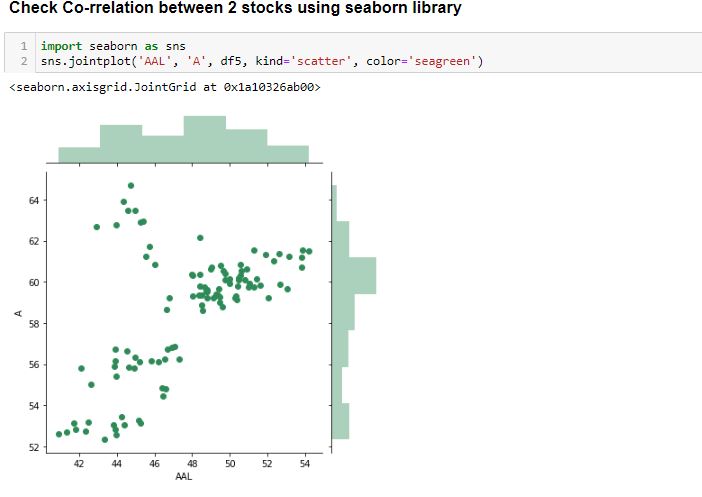 Check Co-rrelation between 2 stocks using seaborn library
1 import seaborn as sns
2 sns.jointplot('AAL', 'A', df5, kind='scatter', color='seagreen')
<seaborn.axisgrid.JointGrid at 0x1a10326ab00>
64
62
60
58
A
56
54
52
42 44 46 48 50 52 54
AAL